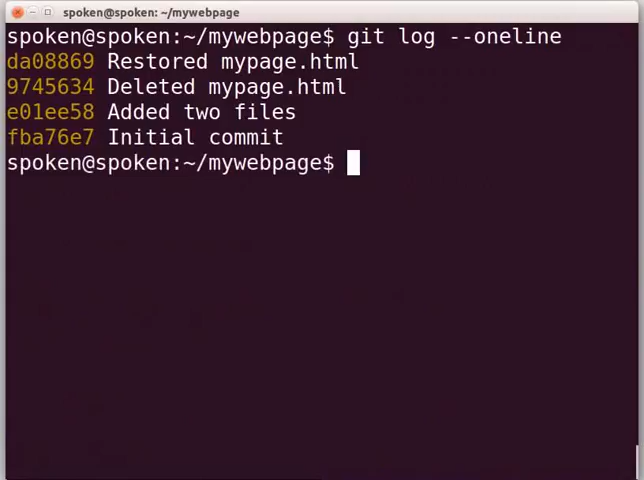 spoken@spoken: ~/mywebpage
spoken@spoken:~/mywebpage$ git log --oneline
da08869 Restored mypage.html
9745634 Deleted mypage.html
e01ee58 Added two files
fba76e7 Initial commit
spoken@spoken:~/mywebpage$